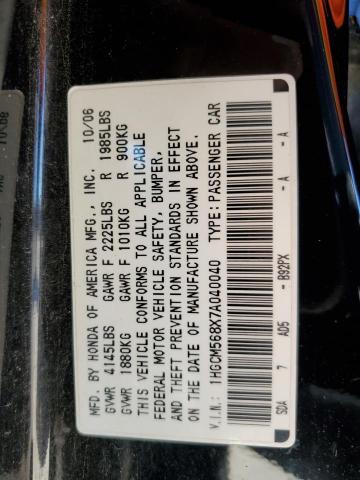 MFD. BY HONDA OF AMERICA MFG., INC. 10/06
GVWR 4145LBS GAWR F 2225LBS R 1985LBS
GVWR 1880KG GAWR F 1010KG R 900KG
THIS VEHICLE CONFORMS TO ALL APPLICABLE
FEDERAL MOTOR VEHICLE SAFETY, BUMPER,
AND THEFT PREVENTION STANDARDS IN EFFECT
ON THE DATE OF MANUFACTURE SHOWN ABOVE.
V.I.N.: 1HGCM568X7A040040 TYPE: PASSENGER CAR
SDA 7 AD5 - B92PX - A - A